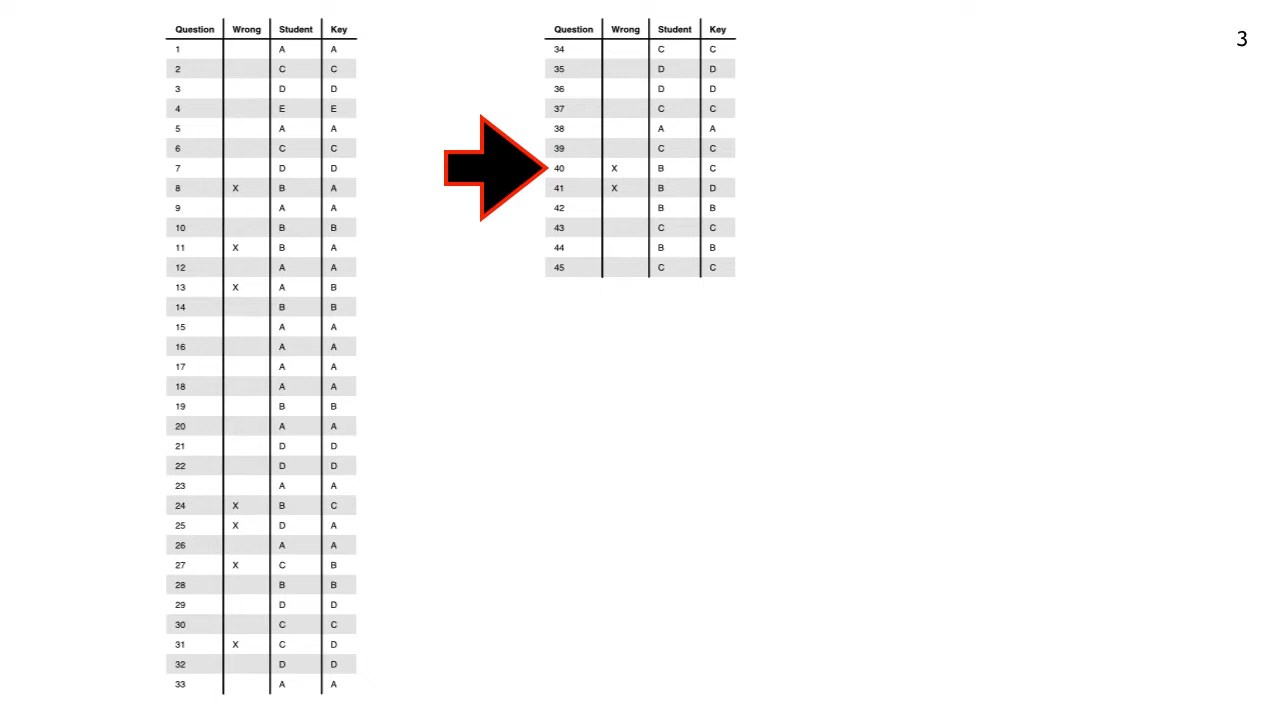 Question Wrong Student Key
1 A A
2 C C
3 D D
4 E E
5 A A
6 C C
7 D D
8 X B A
9 A A
10 B B
11 X B A
12 A A
13 X A B
14 B B
15 A A
16 A A
17 A A
18 A A
19 B B
20 A A
21 D D
22 D D
23 A A
24 X B C
25 X D A
26 A A
27 X C B
28 B B
29 D D
30 C C
31 X C D
32 D D
33 A A
Question Wrong Student Key
34 C C
35 D D
36 D D
37 C C
38 A A
39 C C
40 X B C
41 X B D
42 B B
43 C C
44 B B
45 C C
3